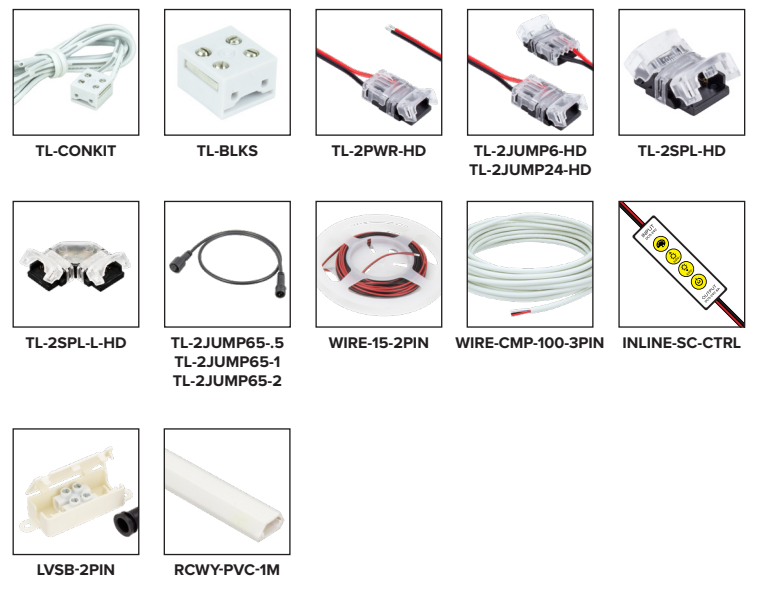 TL-CONKIT
TL-BLKS
TL-2PWR-HD
TL-2JUMP6-HD
TL-2JUMP24-HD
TL-2SPL-HD
TL-2SPL-L-HD
TL-2JUMP65-.5
TL-2JUMP65-1
TL-2JUMP65-2
WIRE-15-2PIN
WIRE-CMP-100-3PIN
INPUT
OUTPUT
INLINE-SC-CTRL
LVSB-2PIN
RCWY-PVC-1M